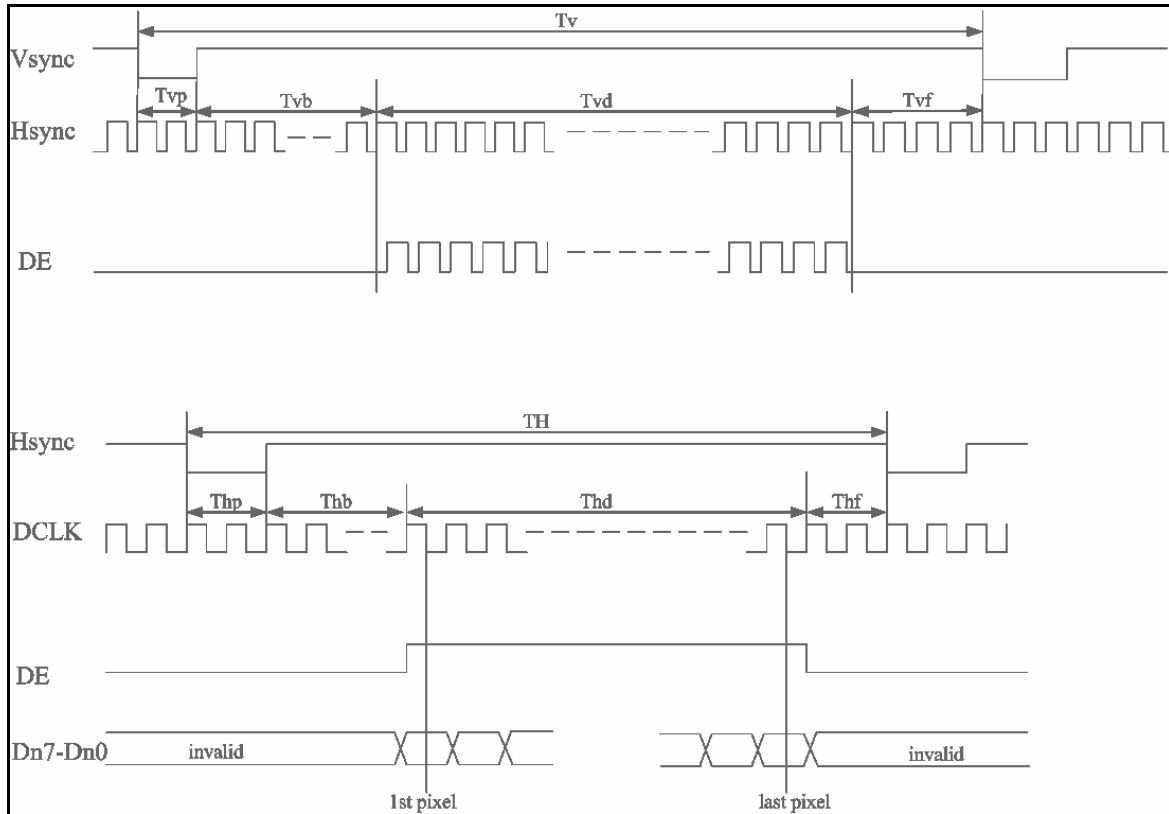 Tv
Vsync
Tvp Tvb Tvd Tvf
Hsync
DE
TH
Hsync
Thp Thb Thd Thf
DCLK
DE
Dn7-Dn0 invalid invalid
1st pixel last pixel